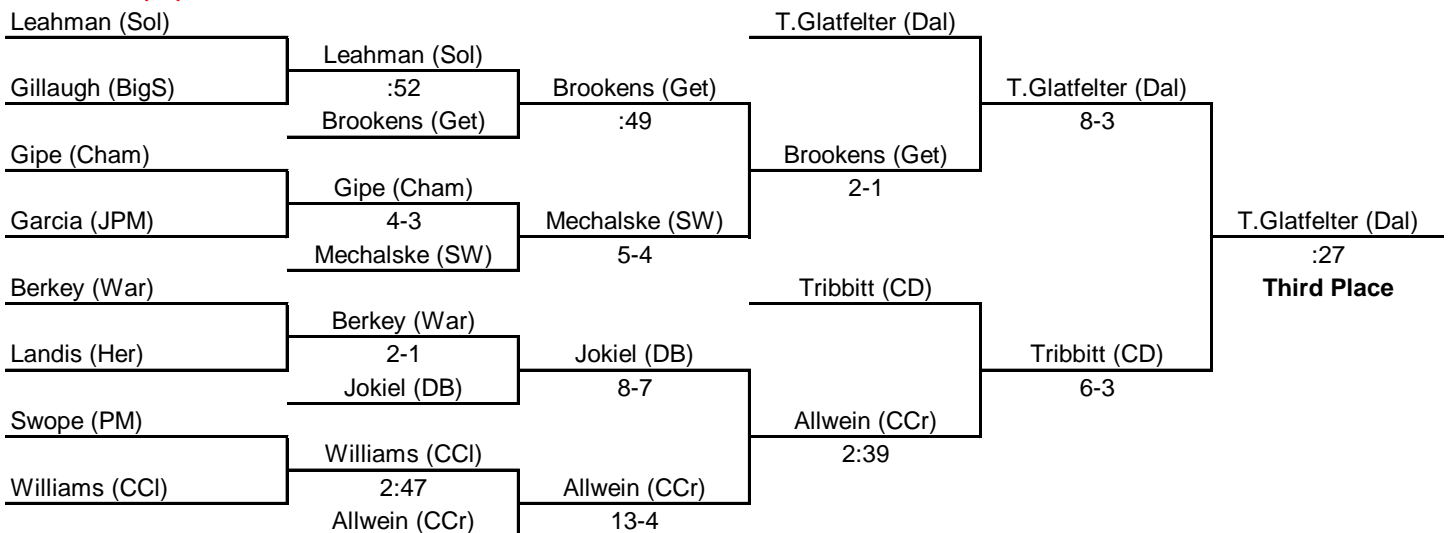 Leahman (Sol)
T.Glatfelter (Dal)
Leahman (Sol)
Gillaugh (BigS)
:52
Brookens (Get)
T.Glatfelter (Dal)
Brookens (Get)
:49
8-3
Gipe (Cham)
Brookens (Get)
Gipe (Cham)
2-1
Garcia (JPM)
4-3
Mechalske (SW)
T.Glatfelter (Dal)
Mechalske (SW)
5-4
:27
Berkey (War)
Tribbitt (CD)
Third Place
Berkey (War)
Landis (Her)
2-1
Jokiel (DB)
Tribbitt (CD)
Jokiel (DB)
8-7
6-3
Swope (PM)
Allwein (CCr)
Williams (CCl)
2:39
Williams (CCl)
2:47
Allwein (CCr)
Allwein (CCr)
13-4